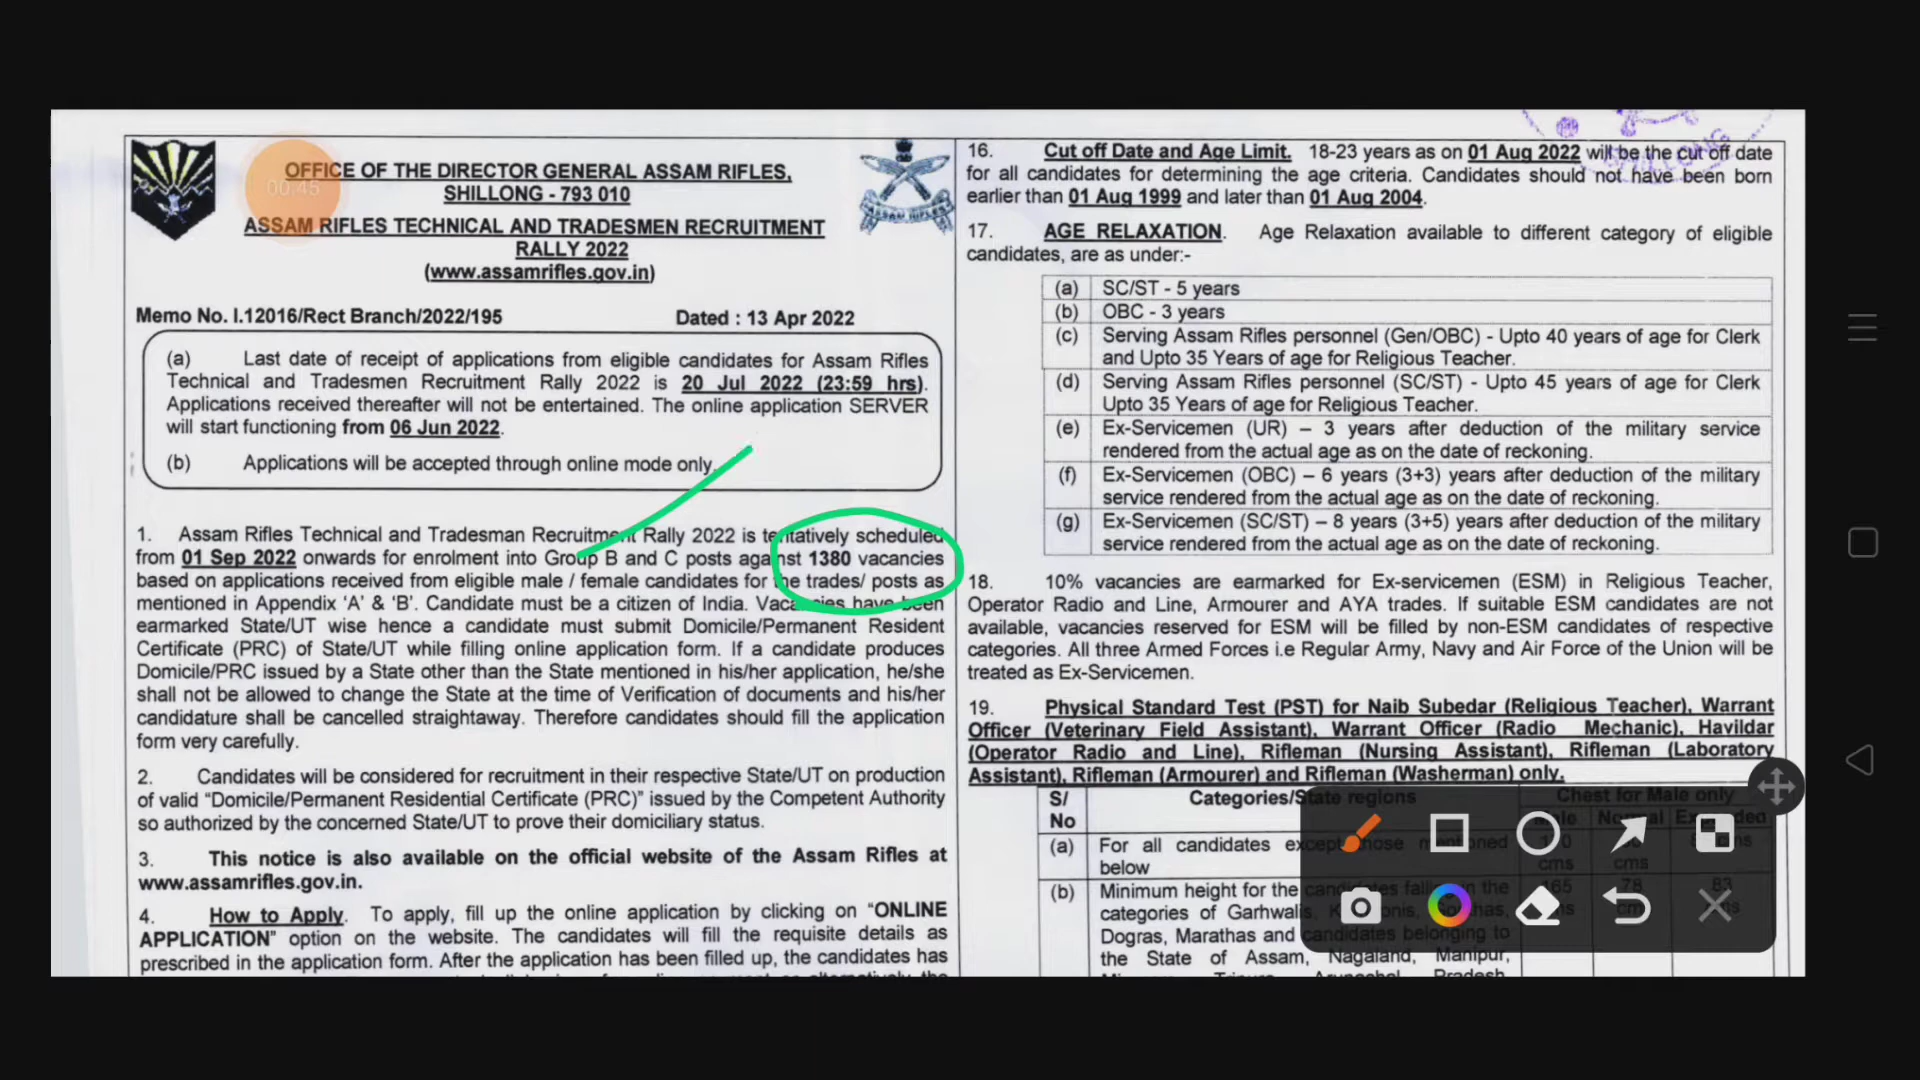 00:45
OFFICE OF THE DIRECTOR GENERAL ASSAM RIFLES,
SHILLONG - 793 010
ASSAM RIFLES TECHNICAL AND TRADESMEN RECRUITMENT
RALLY 2022
(www.assamrifles.gov.in)
ASSAM RIFLES
Memo No. I.12016/Rect Branch/2022/195 Dated : 13 Apr 2022
(a) Last date of receipt of applications from eligible candidates for Assam Rifles
Technical and Tradesmen Recruitment Rally 2022 is 20 Jul 2022 (23:59 hrs).
Applications received thereafter will not be entertained. The online application SERVER
will start functioning from 06 Jun 2022.
(b) Applications will be accepted through online mode only.
1. Assam Rifles Technical and Tradesman Recruitment Rally 2022 is tentatively scheduled
from 01 Sep 2022 onwards for enrolment into Group B and C posts against 1380 vacancies
based on applications received from eligible male / female candidates for the trades/ posts as
mentioned in Appendix ‘A’ & ‘B’. Candidate must be a citizen of India. Vacancies have been
earmarked State/UT wise hence a candidate must submit Domicile/Permanent Resident
Certificate (PRC) of State/UT while filling online application form. If a candidate produces
Domicile/PRC issued by a State other than the State mentioned in his/her application, he/she
shall not be allowed to change the State at the time of Verification of documents and his/her
candidature shall be cancelled straightaway. Therefore candidates should fill the application
form very carefully.
2. Candidates will be considered for recruitment in their respective State/UT on production
of valid “Domicile/Permanent Residential Certificate (PRC)” issued by the Competent Authority
so authorized by the concerned State/UT to prove their domiciliary status.
3. This notice is also available on the official website of the Assam Rifles at
www.assamrifles.gov.in.
4. How to Apply. To apply, fill up the online application by clicking on “ONLINE
APPLICATION” option on the website. The candidates will fill the requisite details as
prescribed in the application form. After the application has been filled up, the candidates has
SHILLONG
16. Cut off Date and Age Limit. 18-23 years as on 01 Aug 2022 will be the cut off date
for all candidates for determining the age criteria. Candidates should not have been born
earlier than 01 Aug 1999 and later than 01 Aug 2004.
17. AGE RELAXATION. Age Relaxation available to different category of eligible
candidates, are as under:-
(a) SC/ST - 5 years
(b) OBC - 3 years
(c) Serving Assam Rifles personnel (Gen/OBC) - Upto 40 years of age for Clerk
and Upto 35 Years of age for Religious Teacher.
(d) Serving Assam Rifles personnel (SC/ST) - Upto 45 years of age for Clerk
Upto 35 Years of age for Religious Teacher.
(e) Ex-Servicemen (UR) – 3 years after deduction of the military service
rendered from the actual age as on the date of reckoning.
(f) Ex-Servicemen (OBC) – 6 years (3+3) years after deduction of the military
service rendered from the actual age as on the date of reckoning.
(g) Ex-Servicemen (SC/ST) – 8 years (3+5) years after deduction of the military
service rendered from the actual age as on the date of reckoning.
18. 10% vacancies are earmarked for Ex-servicemen (ESM) in Religious Teacher,
Operator Radio and Line, Armourer and AYA trades. If suitable ESM candidates are not
available, vacancies reserved for ESM will be filled by non-ESM candidates of respective
categories. All three Armed Forces i.e Regular Army, Navy and Air Force of the Union will be
treated as Ex-Servicemen.
19. Physical Standard Test (PST) for Naib Subedar (Religious Teacher), Warrant
Officer (Veterinary Field Assistant), Warrant Officer (Radio Mechanic), Havildar
(Operator Radio and Line), Rifleman (Nursing Assistant), Rifleman (Laboratory
Assistant), Rifleman (Armourer) and Rifleman (Washerman) only.
S/ Categories/State regions Chest for Male only
No
(a) For all candidates except those mentioned cms
below cms
(b) Minimum height for the candidates falling in the 165 78 83
categories of Garhwalis,
Dogras, Marathas and candidates belonging to
the State of Assam, Nagaland, Manipur,